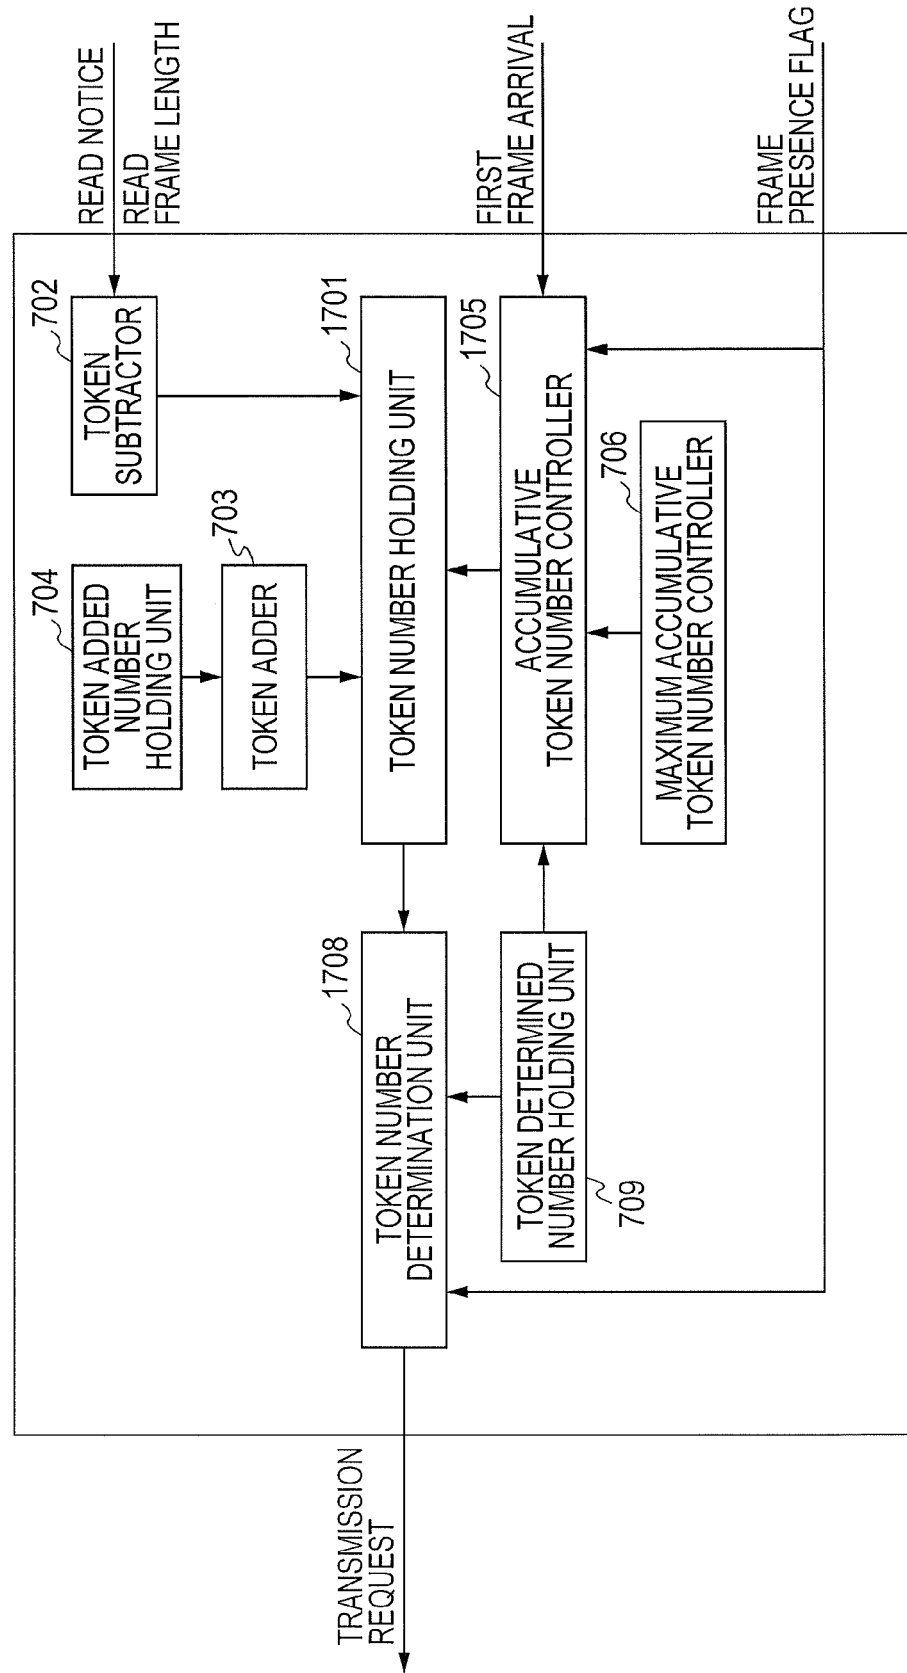 READ NOTICE
READ
FRAME LENGTH
FIRST
FRAME ARRIVAL
FRAME
PRESENCE FLAG
702
TOKEN
SUBTRACTOR
704
TOKEN ADDED
NUMBER
HOLDING UNIT
703
TOKEN ADDER
1701
TOKEN NUMBER HOLDING UNIT
1705
ACCUMULATIVE
TOKEN NUMBER CONTROLLER
706
MAXIMUM ACCUMULATIVE
TOKEN NUMBER CONTROLLER
1708
TOKEN NUMBER
DETERMINATION UNIT
TOKEN DETERMINED
NUMBER HOLDING UNIT
709
TRANSMISSION
REQUEST